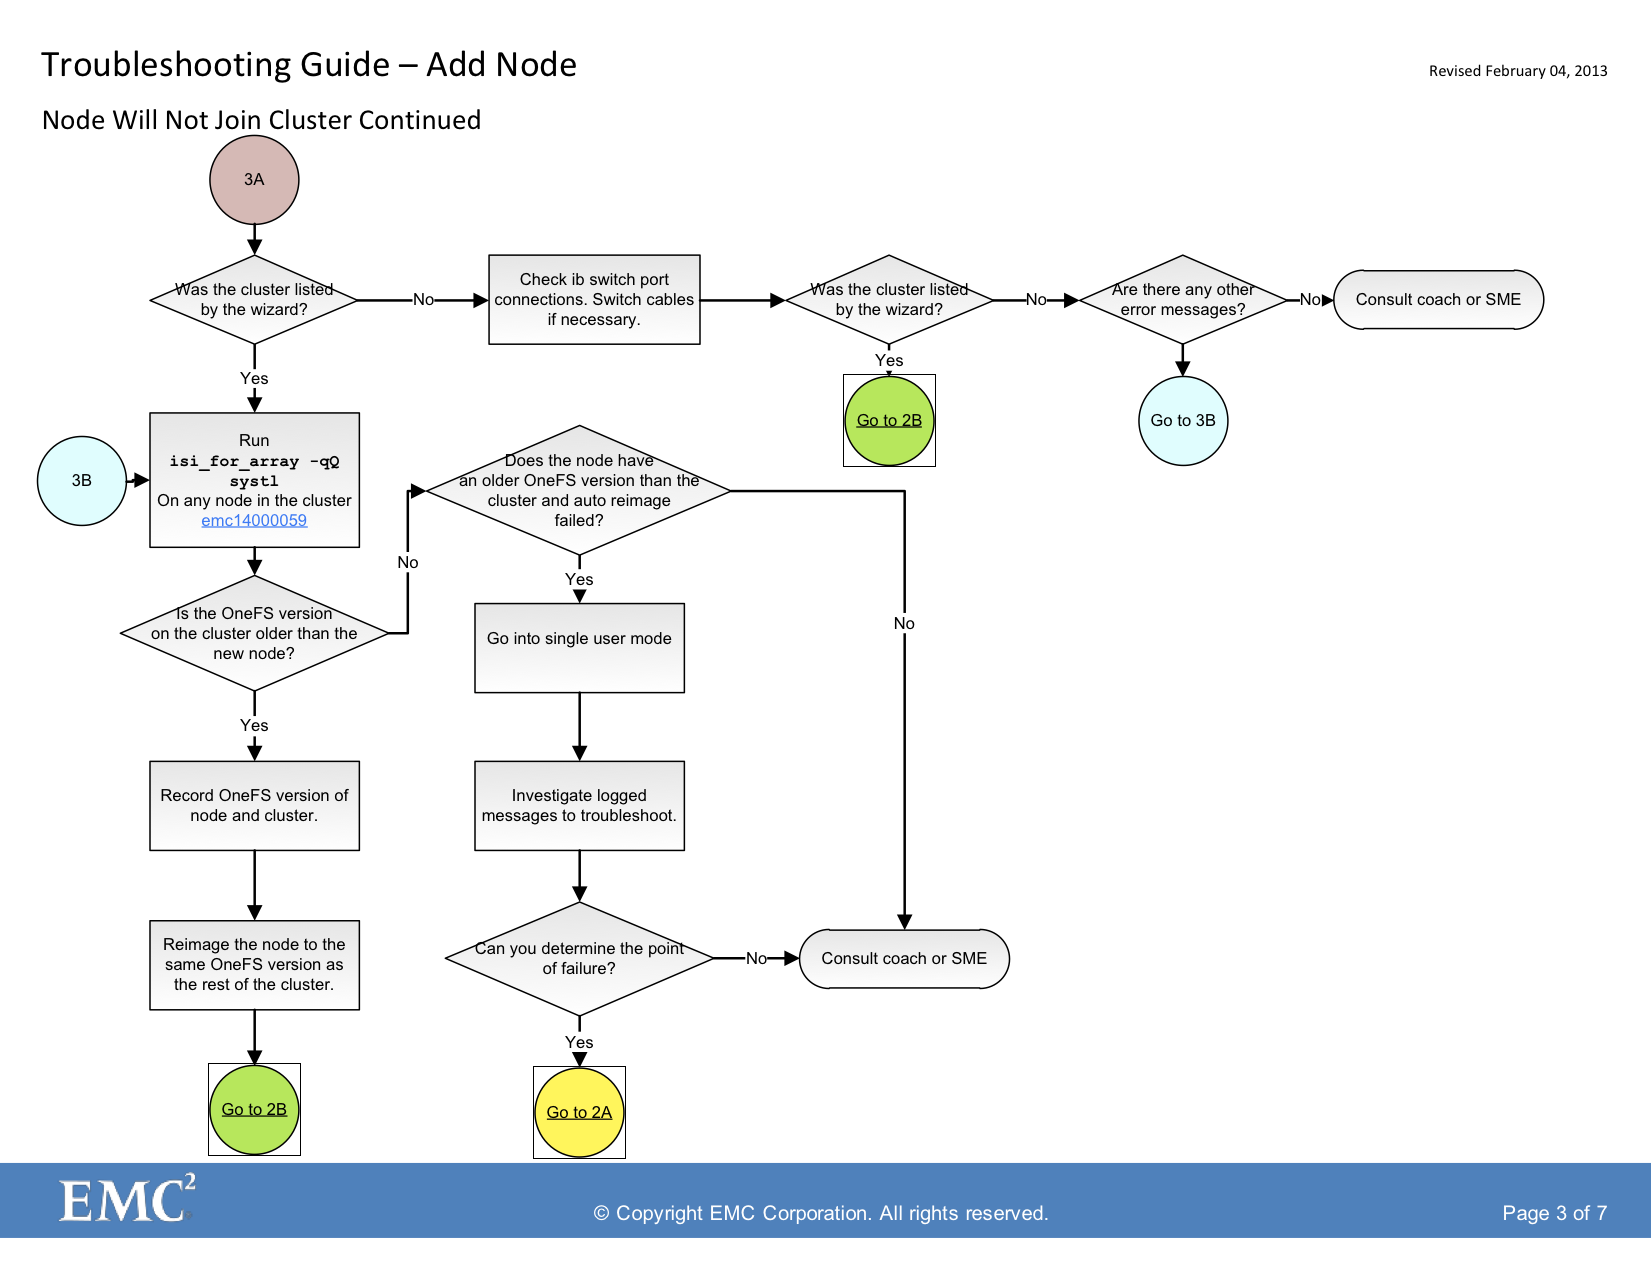 Troubleshooting Guide – Add Node
Revised February 04, 2013
Node Will Not Join Cluster Continued
3A
Was the cluster listed
by the wizard?
No
Check ib switch port
connections. Switch cables
if necessary.
Was the cluster listed
by the wizard?
No
Are there any other
error messages?
No
Consult coach or SME
Yes
Yes
Go to 2B
Go to 3B
3B
Run
isi_for_array -qQ
systl
On any node in the cluster
emc14000059
Does the node have
an older OneFS version than the
cluster and auto reimage
failed?
No
Yes
No
Is the OneFS version
on the cluster older than the
new node?
Go into single user mode
Yes
Record OneFS version of
node and cluster.
Investigate logged
messages to troubleshoot.
Reimage the node to the
same OneFS version as
the rest of the cluster.
Can you determine the point
of failure?
No
Consult coach or SME
Yes
Go to 2B
Go to 2A
EMC²
© Copyright EMC Corporation. All rights reserved.
Page 3 of 7